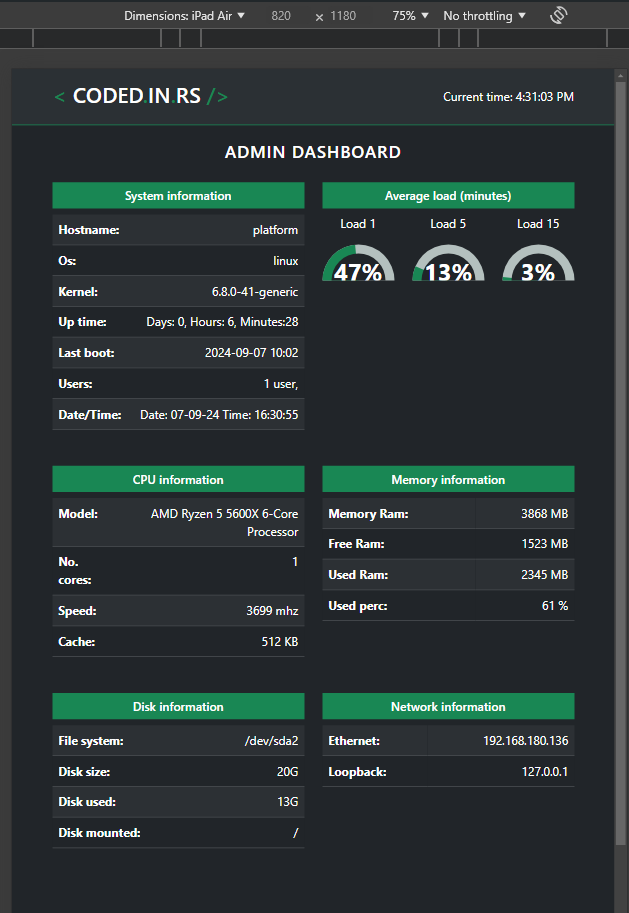 Dimensions: iPad Air ▼ 820 × 1180 75% ▼ No throttling ▼
< CODED.IN.RS />
Current time: 4:31:03 PM
ADMIN DASHBOARD
System information
Hostname: platform
Os: linux
Kernel: 6.8.0-41-generic
Up time: Days: 0, Hours: 6, Minutes:28
Last boot: 2024-09-07 10:02
Users: 1 user,
Date/Time: Date: 07-09-24 Time: 16:30:55
Average load (minutes)
Load 1 Load 5 Load 15
47% 13% 3%
CPU information
Model: AMD Ryzen 5 5600X 6-Core
Processor
No. 1
cores:
Speed: 3699 mhz
Cache: 512 KB
Memory information
Memory Ram: 3868 MB
Free Ram: 1523 MB
Used Ram: 2345 MB
Used perc: 61 %
Disk information
File system: /dev/sda2
Disk size: 20G
Disk used: 13G
Disk mounted: /
Network information
Ethernet: 192.168.180.136
Loopback: 127.0.0.1